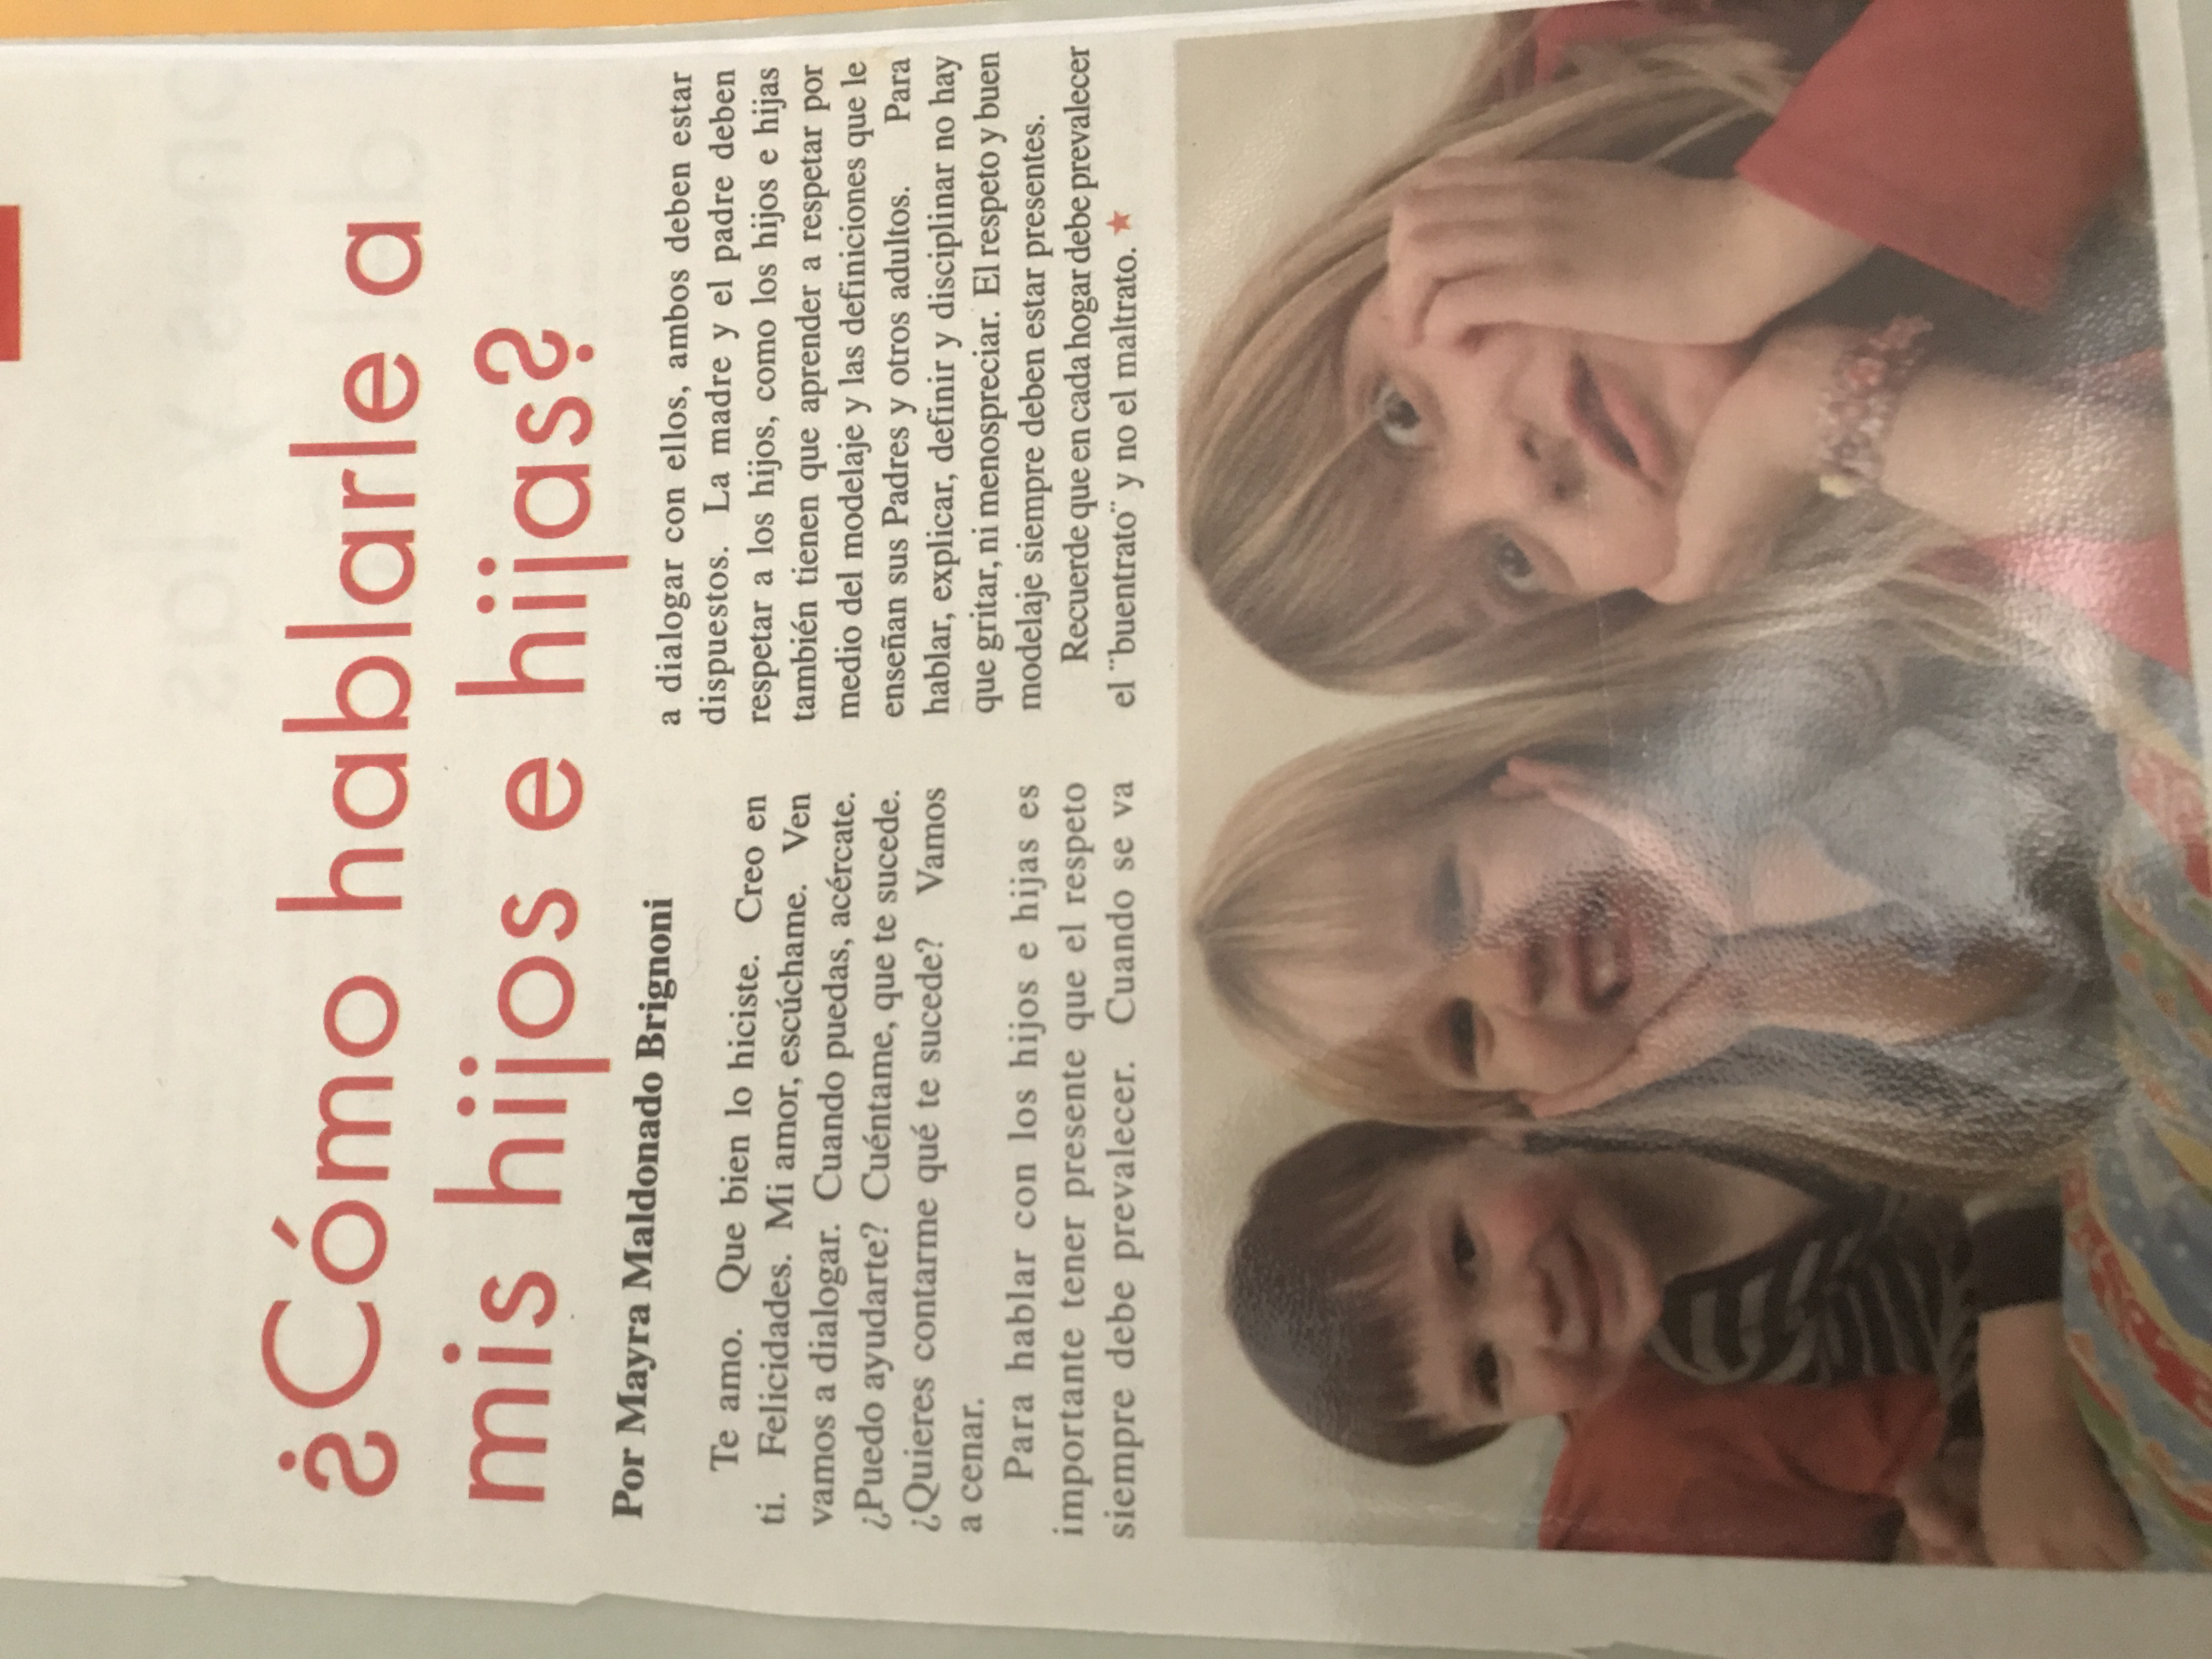 ¿Cómo hablarle a
mis hijos e hijas?
Por Mayra Maldonado Brignoni
Te amo. Que bien lo hiciste. Creo en
ti. Felicidades. Mi amor, escúchame. Ven
vamos a dialogar. Cuando puedas, acércate.
¿Puedo ayudarte? Cuéntame, que te sucede.
¿Quieres contarme qué te sucede? Vamos
a cenar.
Para hablar con los hijos e hijas es
importante tener presente que el respeto
siempre debe prevalecer. Cuando se va
a dialogar con ellos, ambos deben estar
dispuestos. La madre y el padre deben
respetar a los hijos, como los hijos e hijas
también tienen que aprender a respetar por
medio del modelaje y las definiciones que le
enseñan sus Padres y otros adultos. Para
hablar, explicar, definir y disciplinar no hay
que gritar, ni menospreciar. El respeto y buen
modelaje siempre deben estar presentes.
Recuerde que en cada hogar debe prevalecer
el ¨buentrato¨ y no el maltrato. ★